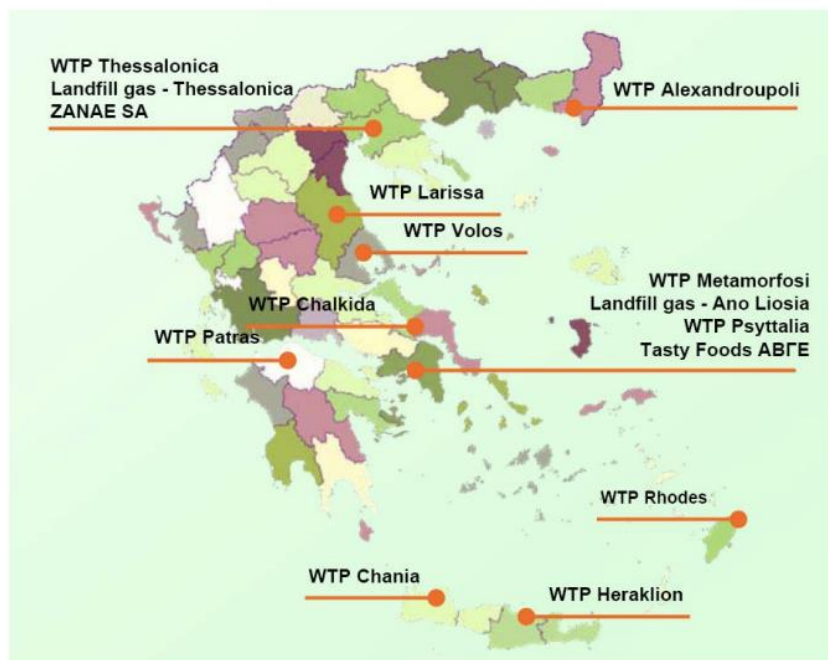 WTP Thessalonica
Landfill gas - Thessalonica
ZANAE SA
WTP Alexandroupoli
WTP Larissa
WTP Volos
WTP Metamorfosi
Landfill gas - Ano Liosia
WTP Psyttalia
Tasty Foods ΑΒΓΕ
WTP Chalkida
WTP Patras
WTP Rhodes
WTP Chania
WTP Heraklion